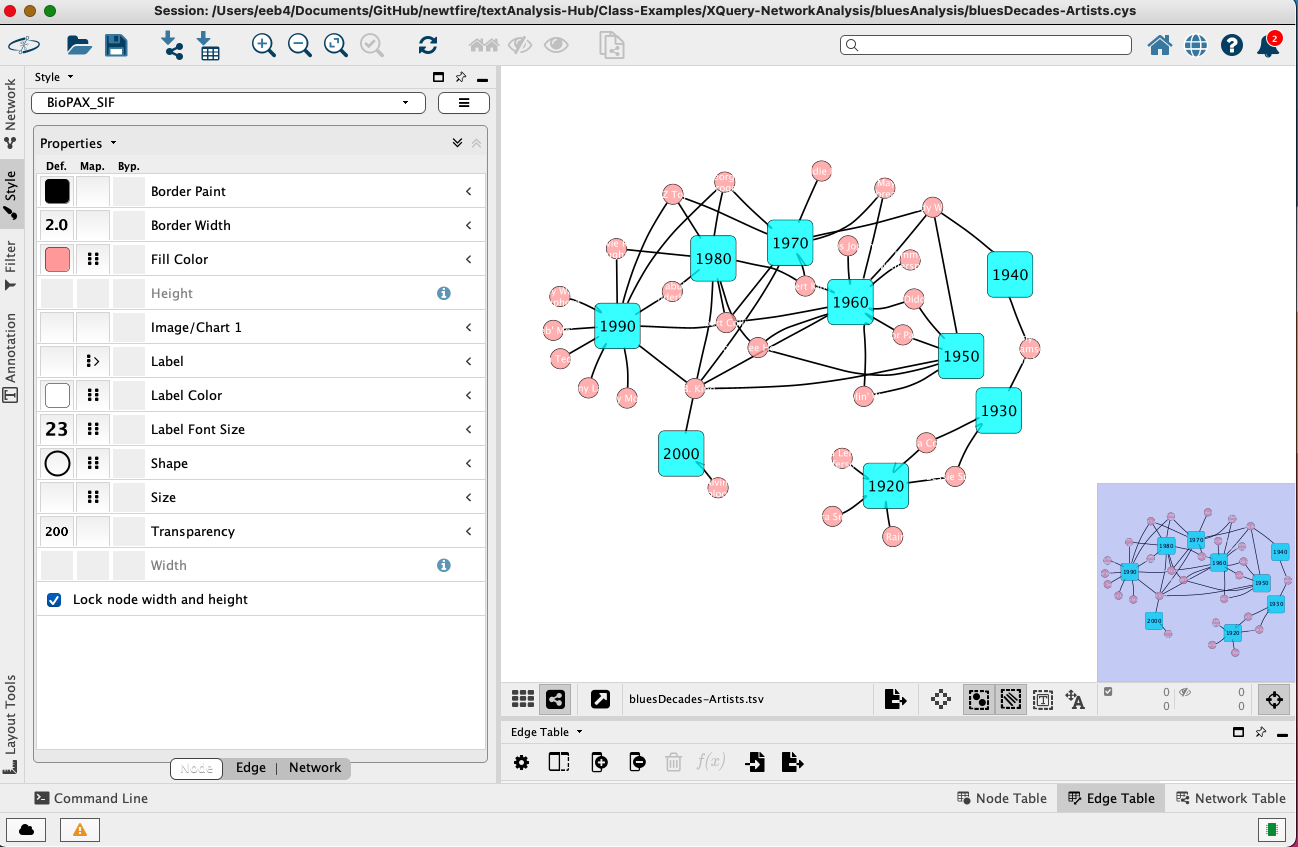 Session: /Users/eeb4/Documents/GitHub/newtfire/textAnalysis-Hub/Class-Examples/XQuery-NetworkAnalysis/bluesAnalysis/bluesDecades-Artists.cys
2
Network
Style
Filter
Annotation
Layout Tools
Style
BioPAX_SIF
Properties
Def. Map. Byp.
Border Paint
2.0 Border Width
Fill Color
Height
Image/Chart 1
Label
Label Color
23 Label Font Size
Shape
Size
200 Transparency
Width
Lock node width and height
Node Edge | Network
1970
1980
1940
1960
1990
1950
1930
2000
1920
1970
1980
1940
1960
1990
1950
1930
2000
1920
bluesDecades-Artists.tsv
0 0
0 0
Edge Table
f(x)
Command Line
Node Table Edge Table Network Table